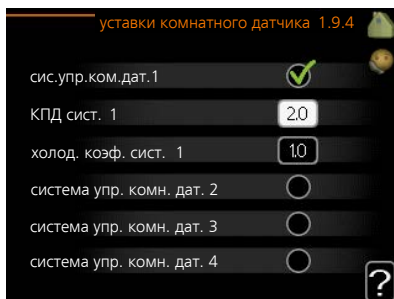 уставки комнатного датчика 1.9.4
сис.упр.ком.дат.1
КПД сист. 1
2.0
холод. коэф. сист. 1
1.0
система упр. комн. дат. 2
система упр. комн. дат. 3
система упр. комн. дат. 4
?